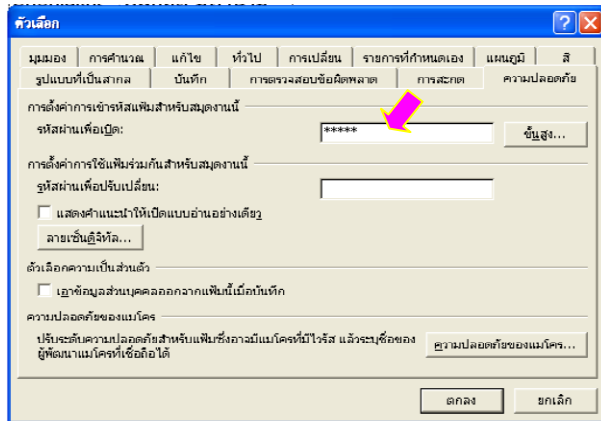 ตัวเลือก
มุมมอง การคำนวณ แก้ไข ทั่วไป การเปลี่ยน รายการที่กำหนดเอง แผนภูมิ สี
รูปแบบที่เป็นสากล บันทึก การตรวจสอบข้อผิดพลาด การสะกด ความปลอดภัย
การตั้งค่าการเข้ารหัสแฟ้มสำหรับสมุดงานนี้
รหัสผ่านเพื่อเปิด: ***** ขั้นสูง...
การตั้งค่าการใช้แฟ้มร่วมกันสำหรับสมุดงานนี้
รหัสผ่านเพื่อปรับเปลี่ยน:
แสดงคำแนะนำให้เปิดแบบอ่านอย่างเดียว
ลายเซ็นดิจิทัล...
ตัวเลือกความเป็นส่วนตัว
เอาข้อมูลส่วนบุคคลออกจากแฟ้มนี้เมื่อบันทึก
ความปลอดภัยของแมโคร
ปรับระดับความปลอดภัยสำหรับแฟ้มซึ่งอาจมีแมโครที่มีไวรัส แล้วระบุชื่อของ
ผู้พัฒนาแมโครที่เชื่อถือได้ ความปลอดภัยของแมโคร...
ตกลง ยกเลิก